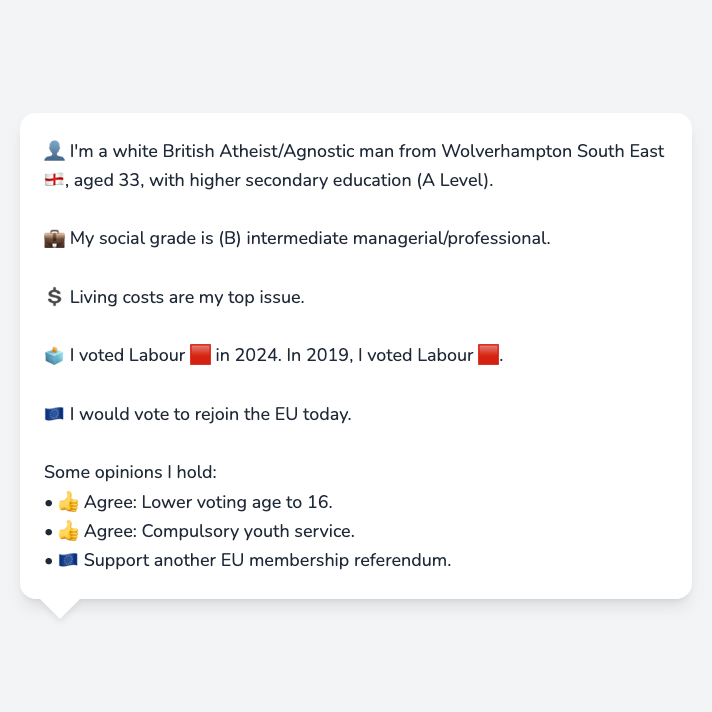 👤 I'm a white British Atheist/Agnostic man from Wolverhampton South East
🏴󠁧󠁢󠁥󠁮󠁧󠁿, aged 33, with higher secondary education (A Level).
💼 My social grade is (B) intermediate managerial/professional.
💲 Living costs are my top issue.
🗳️ I voted Labour 🟥 in 2024. In 2019, I voted Labour 🟥.
🇪🇺 I would vote to rejoin the EU today.
Some opinions I hold:
• 👍 Agree: Lower voting age to 16.
• 👍 Agree: Compulsory youth service.
• 🇪🇺 Support another EU membership referendum.